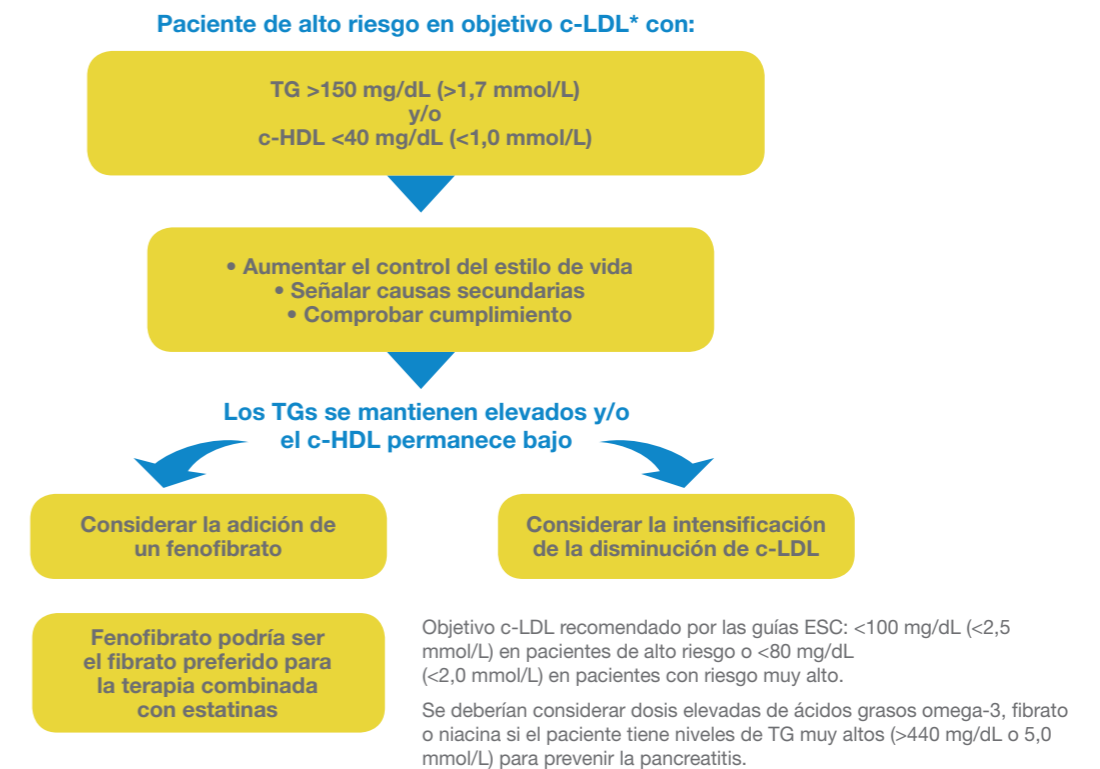 Paciente de alto riesgo en objetivo c-LDL* con:
TG >150 mg/dL (>1,7 mmol/L)
y/o
c-HDL <40 mg/dL (<1,0 mmol/L)
• Aumentar el control del estilo de vida
• Señalar causas secundarias
• Comprobar cumplimiento
Los TGs se mantienen elevados y/o
el c-HDL permanece bajo
Considerar la adición de
un fenofibrato
Considerar la intensificación
de la disminución de c-LDL
Fenofibrato podría ser
el fibrato preferido para
la terapia combinada
con estatinas
Objetivo c-LDL recomendado por las guías ESC: <100 mg/dL (<2,5
mmol/L) en pacientes de alto riesgo o <80 mg/dL
(<2,0 mmol/L) en pacientes con riesgo muy alto.
Se deberían considerar dosis elevadas de ácidos grasos omega-3, fibrato
o niacina si el paciente tiene niveles de TG muy altos (>440 mg/dL o 5,0
mmol/L) para prevenir la pancreatitis.